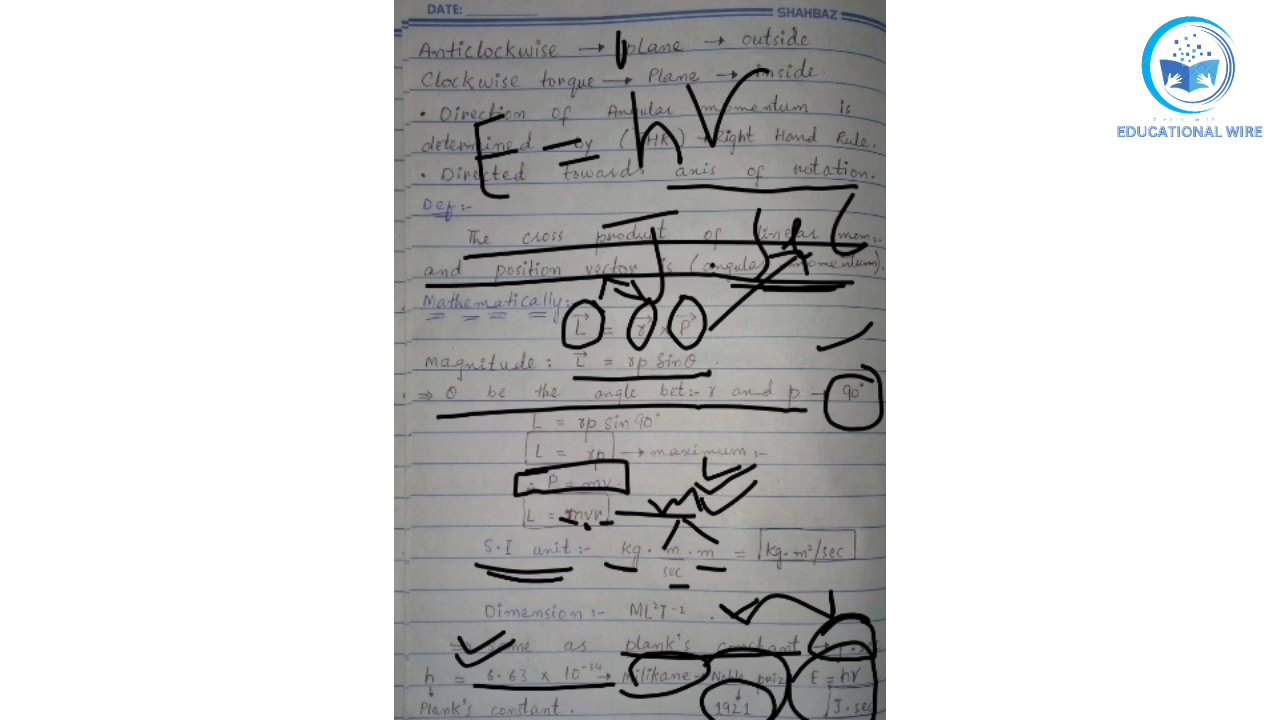 DATE:
SHAHBAZ
Anticlockwise → plane → outside
Clockwise torque → Plane → inside.
• Direction of Angular momentum is
determined by (RHR) → Right Hand Rule.
• Directed towards axis of rotation.
E = hν
Def:-
The cross product of linear mom:-
and position vector is (angular momentum).
Mathematically:-
L⃗ = r⃗ × P⃗
Magnitude : L⃗ = rp Sinθ.
⇒ θ be the angle bet:- r and p → 90°
L = rp sin 90°
L = rp → maximum:-
∴ P = mv
L = mvr
S.I unit:- kg . m/sec . m = kg. m²/sec
Dimension:- ML²T⁻² .
⇒ same as plank's constant → J. sec
h = 6.63 x 10⁻³⁴ → Milikane → Noble priz E = hν
↓ Plank's constant. ↓ 1921 J. sec
EDUCATIONAL WIRE